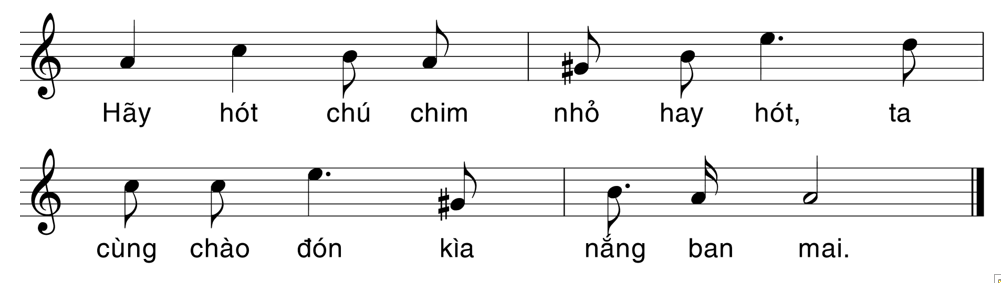 Hãy hót chú chim nhỏ hay hót, ta
cùng chào đón kìa nắng ban mai.